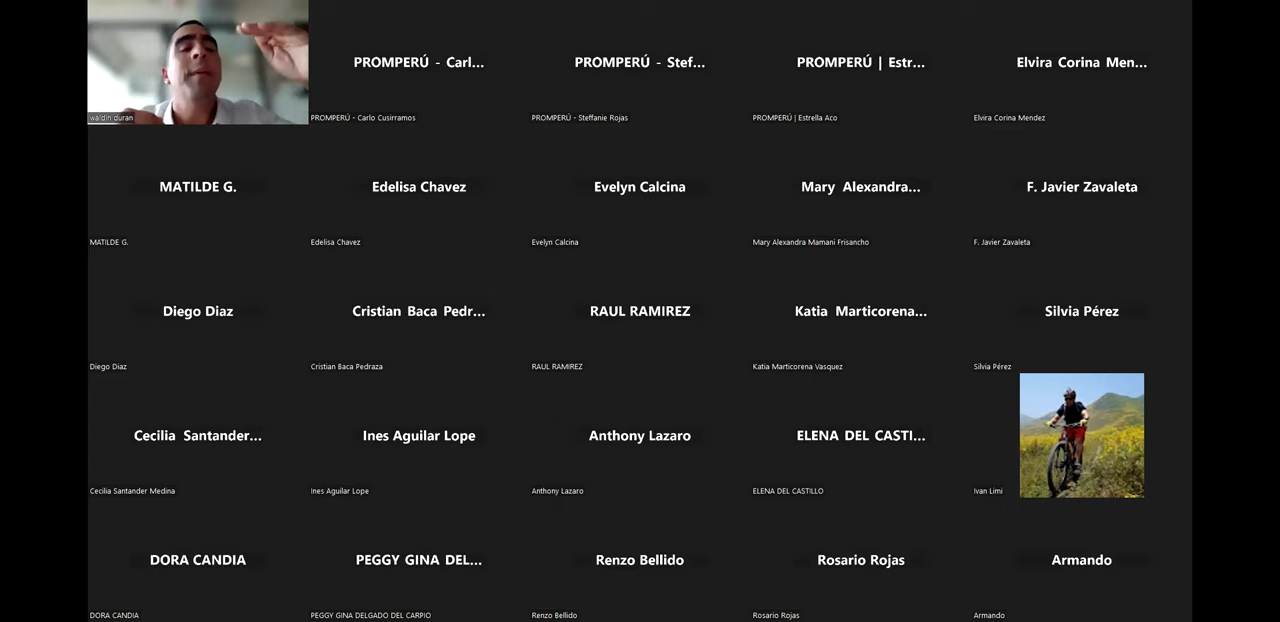 waldin duran
PROMPERÚ - Carl...
PROMPERÚ - Carlo Cusirramos
PROMPERÚ - Stef...
PROMPERÚ - Steffanie Rojas
PROMPERÚ | Estr...
PROMPERÚ | Estrella Aco
Elvira Corina Men...
Elvira Corina Mendez
MATILDE G.
MATILDE G.
Edelisa Chavez
Edelisa Chavez
Evelyn Calcina
Evelyn Calcina
Mary Alexandra...
Mary Alexandra Mamani Frisancho
F. Javier Zavaleta
F. Javier Zavaleta
Diego Diaz
Diego Diaz
Cristian Baca Pedr...
Cristian Baca Pedraza
RAUL RAMIREZ
RAUL RAMIREZ
Katia Marticorena...
Katia Marticorena Vasquez
Silvia Pérez
Silvia Pérez
Cecilia Santander...
Cecilia Santander Medina
Ines Aguilar Lope
Ines Aguilar Lope
Anthony Lazaro
Anthony Lazaro
ELENA DEL CASTI...
ELENA DEL CASTILLO
Ivan Limi
DORA CANDIA
DORA CANDIA
PEGGY GINA DEL...
PEGGY GINA DELGADO DEL CARPIO
Renzo Bellido
Renzo Bellido
Rosario Rojas
Rosario Rojas
Armando
Armando